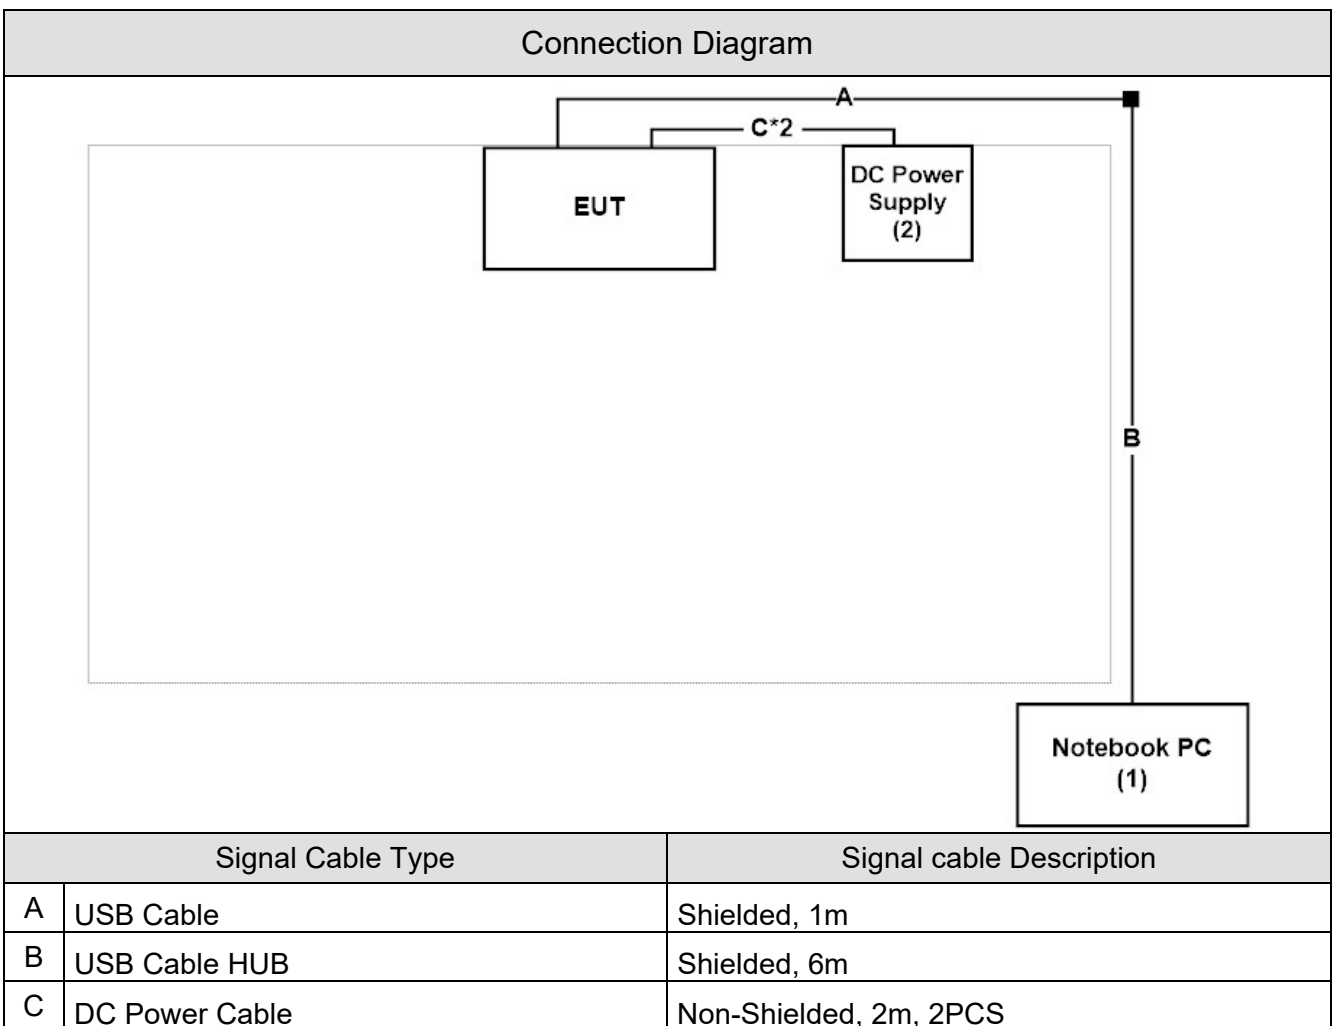 Connection Diagram
A
C*2
EUT
DC Power
Supply
(2)
B
Notebook PC
(1)
Signal Cable Type
Signal cable Description
A
USB Cable
Shielded, 1m
B
USB Cable HUB
Shielded, 6m
C
DC Power Cable
Non-Shielded, 2m, 2PCS